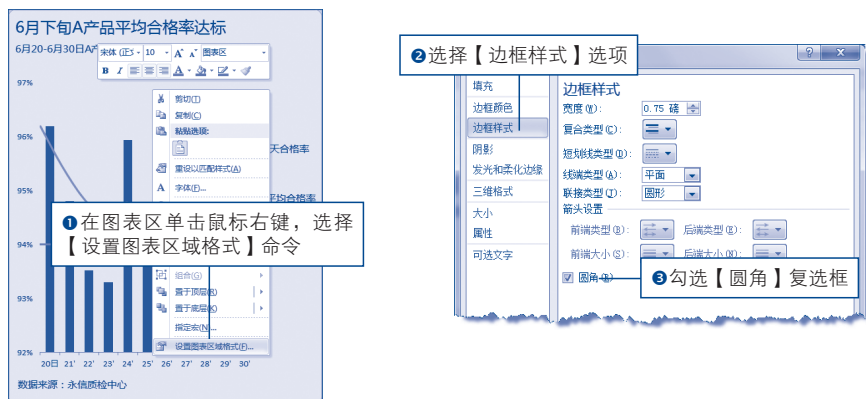 6月下旬A产品平均合格率达标
6月20-6月30日A产
宋体 (正文 10 A A 图表区
B I A
97%
96%
95%
94%
93%
92%
剪切(T)
复制(C)
粘贴选项:
重设以匹配样式(A)
A 字体(F)...
天合格率
平均合格率
❶在图表区单击鼠标右键，选择
【设置图表区域格式】命令
组合(G)
置于顶层(R)
置于底层(K)
指定宏(N)...
设置图表区域格式(F)...
20日 21' 22' 23' 24' 25' 26' 27' 28' 29' 30'
数据来源：永信质检中心
❷选择【边框样式】选项
填充
边框颜色
边框样式
阴影
发光和柔化边缘
三维格式
大小
属性
可选文字
边框样式
宽度(W): 0.75 磅
复合类型(C):
短划线类型(D):
线端类型(A): 平面
联接类型(J): 圆形
箭头设置
前端类型(B): 后端类型(E):
前端大小(S): 后端大小(N):
圆角(R)
❸勾选【圆角】复选框